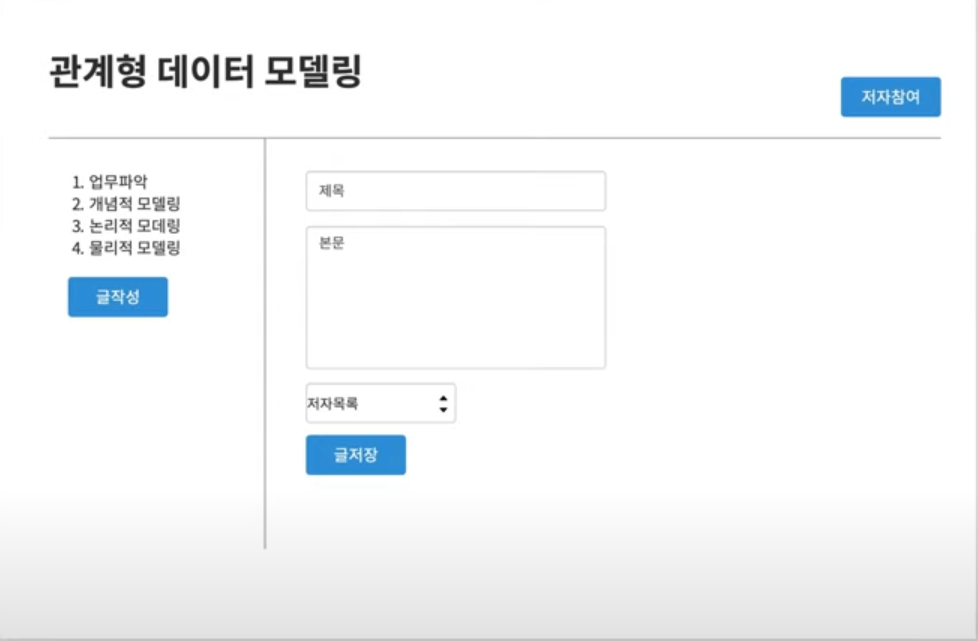 관계형 데이터 모델링
저자참여
1. 업무파악
2. 개념적 모델링
3. 논리적 모데링
4. 물리적 모델링
글작성
제목
본문
저자목록
글저장